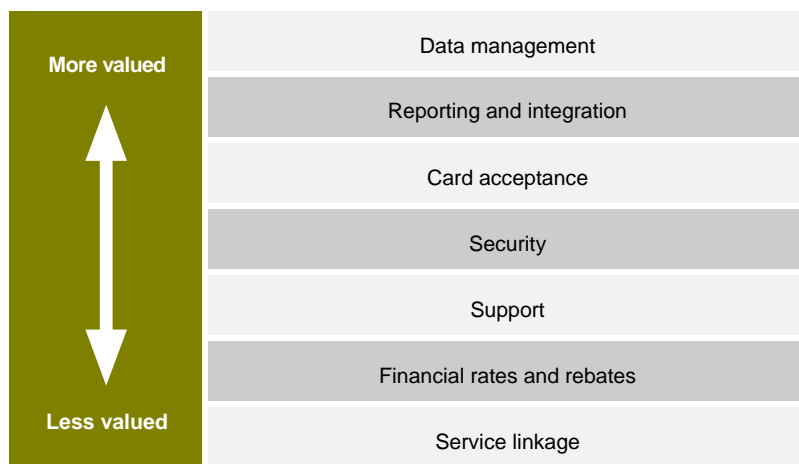 More valued
Data management
Reporting and integration
Card acceptance
Security
Support
Financial rates and rebates
Less valued
Service linkage